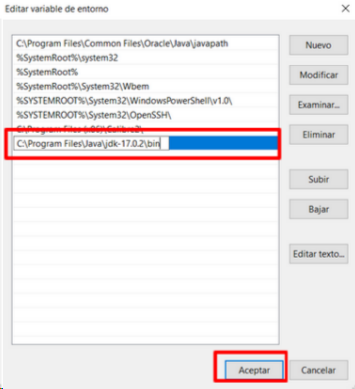 Editar variable de entorno
C:\Program Files\Common Files\Oracle\Java\javapath
%SystemRoot%\system32
%SystemRoot%
%SystemRoot%\System32\Wbem
%SYSTEMROOT%\System32\WindowsPowerShell\v1.0\
%SYSTEMROOT%\System32\OpenSSH\
C:\Program Files (x86)\Calibre2\
C:\Program Files\Java\jdk-17.0.2\bin
Nuevo
Modificar
Examinar...
Eliminar
Subir
Bajar
Editar texto...
Aceptar
Cancelar